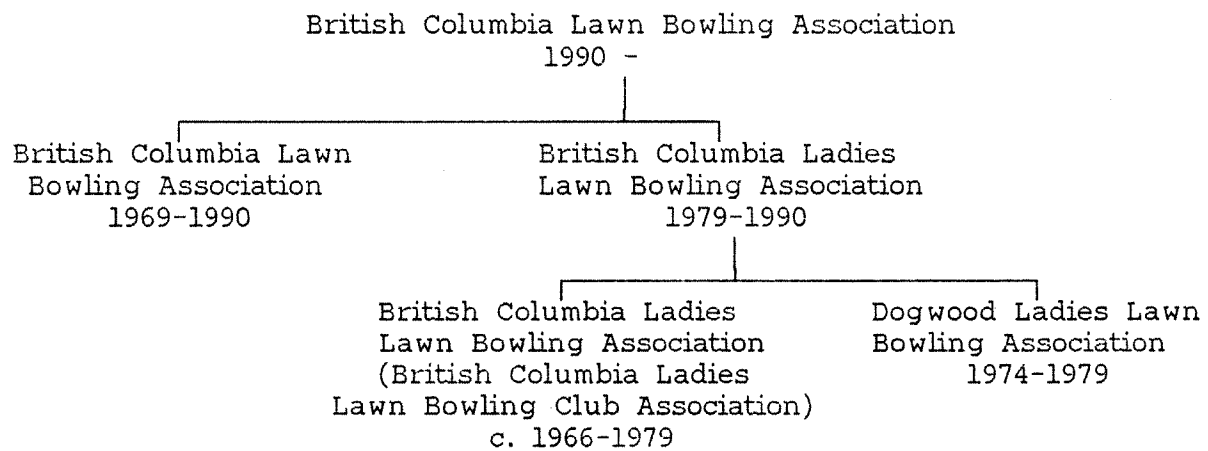 British Columbia Lawn Bowling Association
1990 -
British Columbia Lawn
Bowling Association
1969-1990
British Columbia Ladies
Lawn Bowling Association
1979-1990
British Columbia Ladies
Lawn Bowling Association
(British Columbia Ladies
Lawn Bowling Club Association)
c. 1966-1979
Dogwood Ladies Lawn
Bowling Association
1974-1979